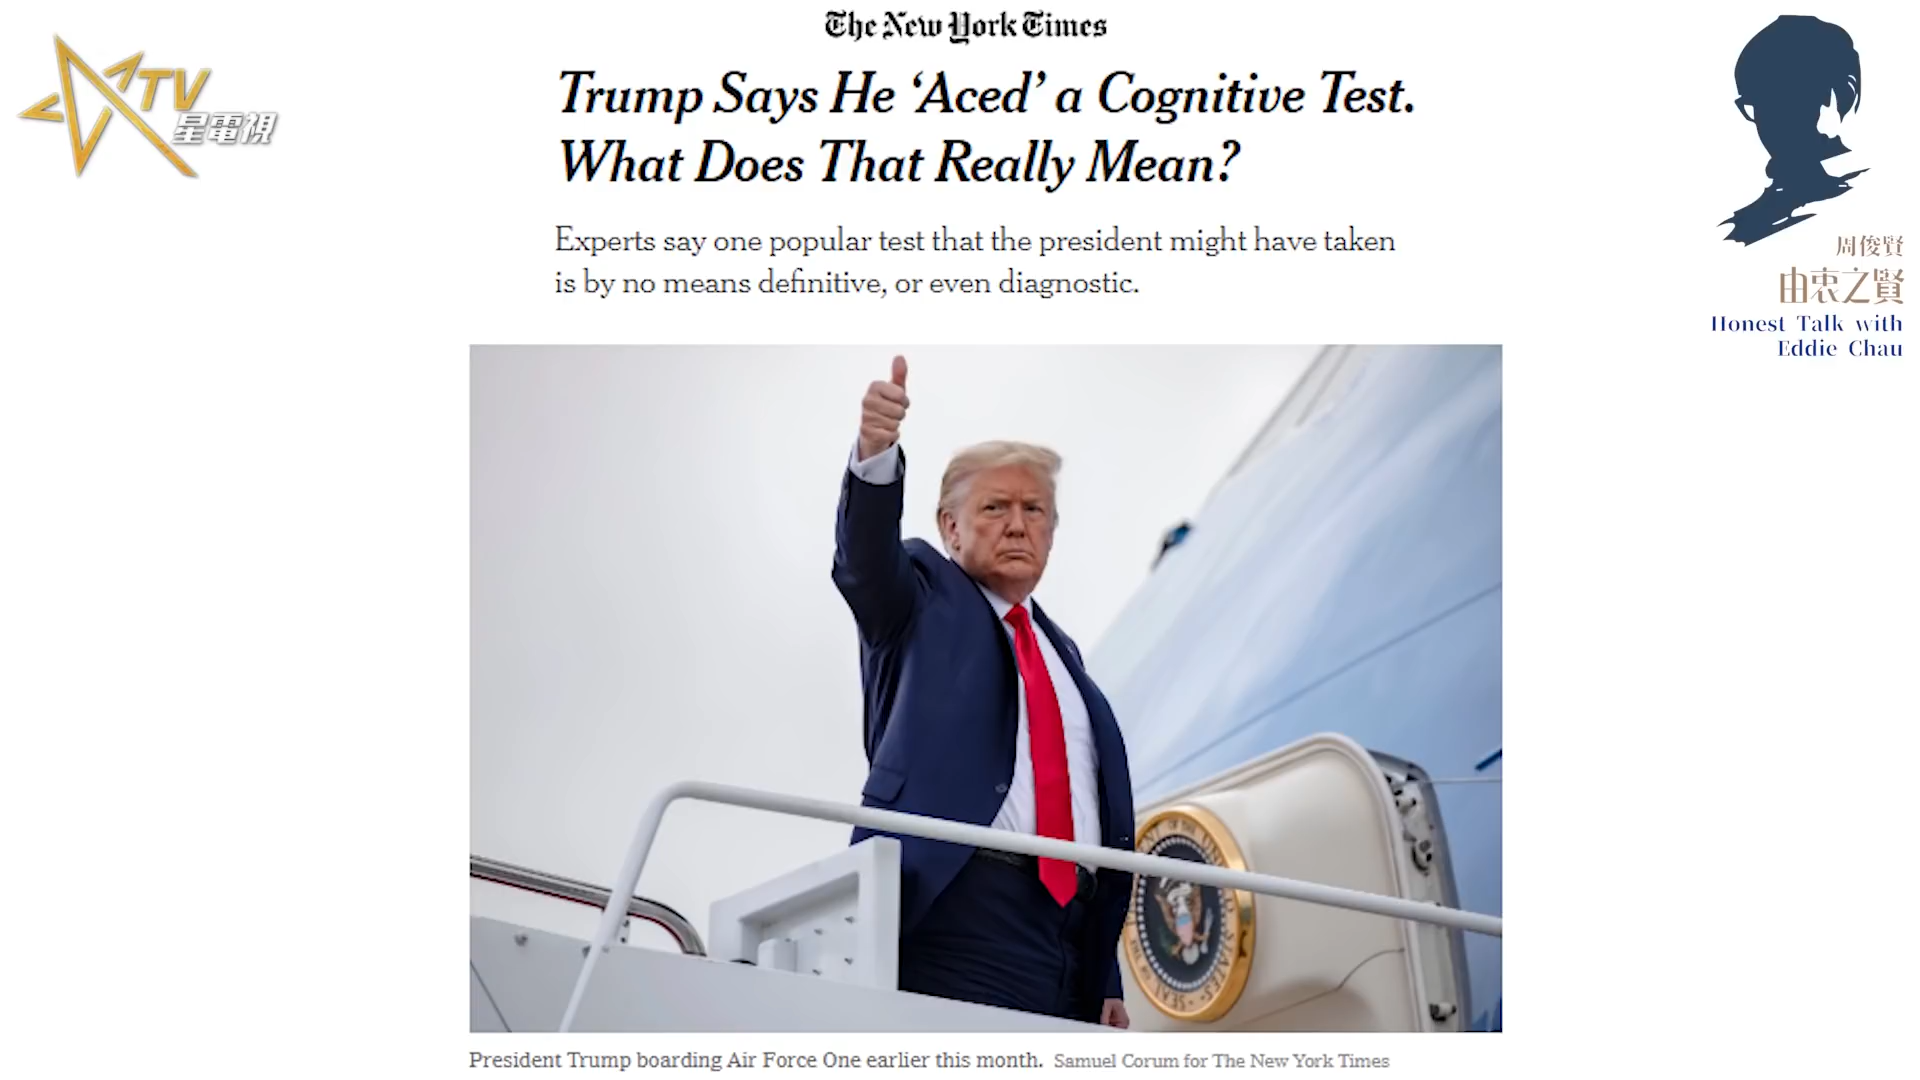 The New York Times
TV
星電視
Trump Says He ‘Aced’ a Cognitive Test.
What Does That Really Mean?
Experts say one popular test that the president might have taken
is by no means definitive, or even diagnostic.
周俊賢
由衷之賢
Honest Talk with
Eddie Chau
President Trump boarding Air Force One earlier this month. Samuel Corum for The New York Times